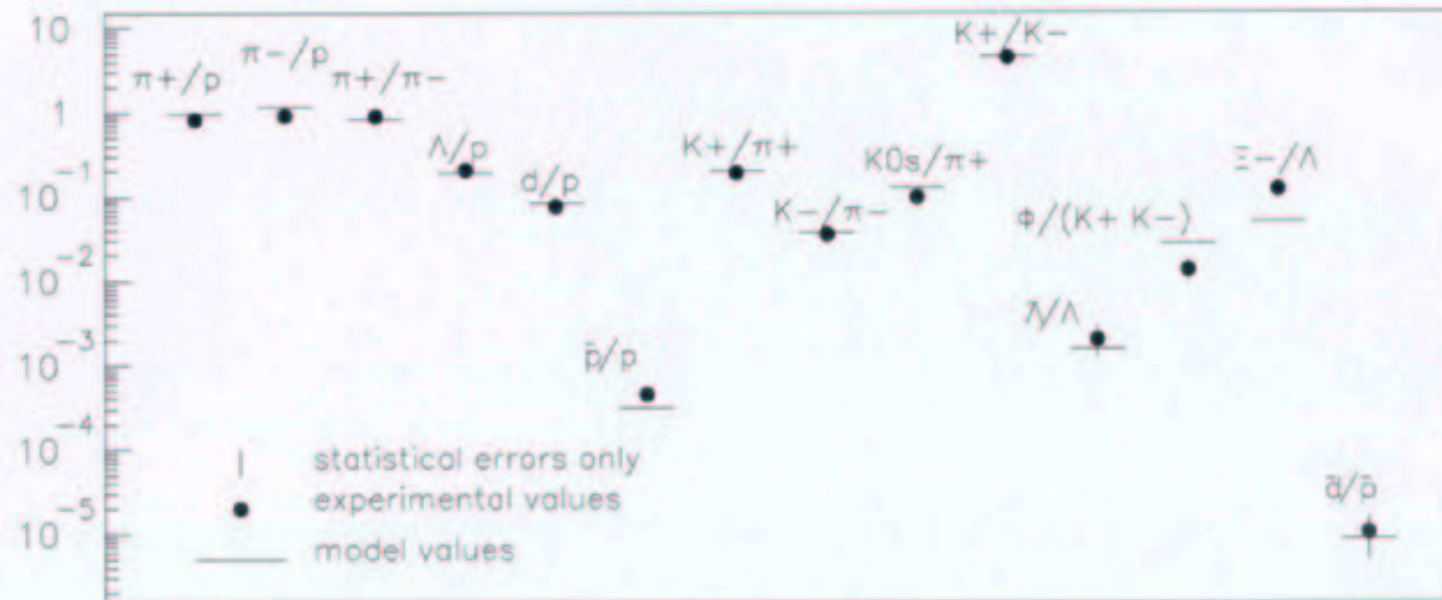 10
1
10⁻¹
10⁻²
10⁻³
10⁻⁴
10⁻⁵
π+/p
π−/p
π+/π−
Λ/p
d/p
p̄/p
K+/π+
K−/π−
K0s/π+
K+/K−
Λ̄/Λ
Φ/(K+ K−)
Ξ−/Λ
d̄/p̄
statistical errors only
experimental values
model values